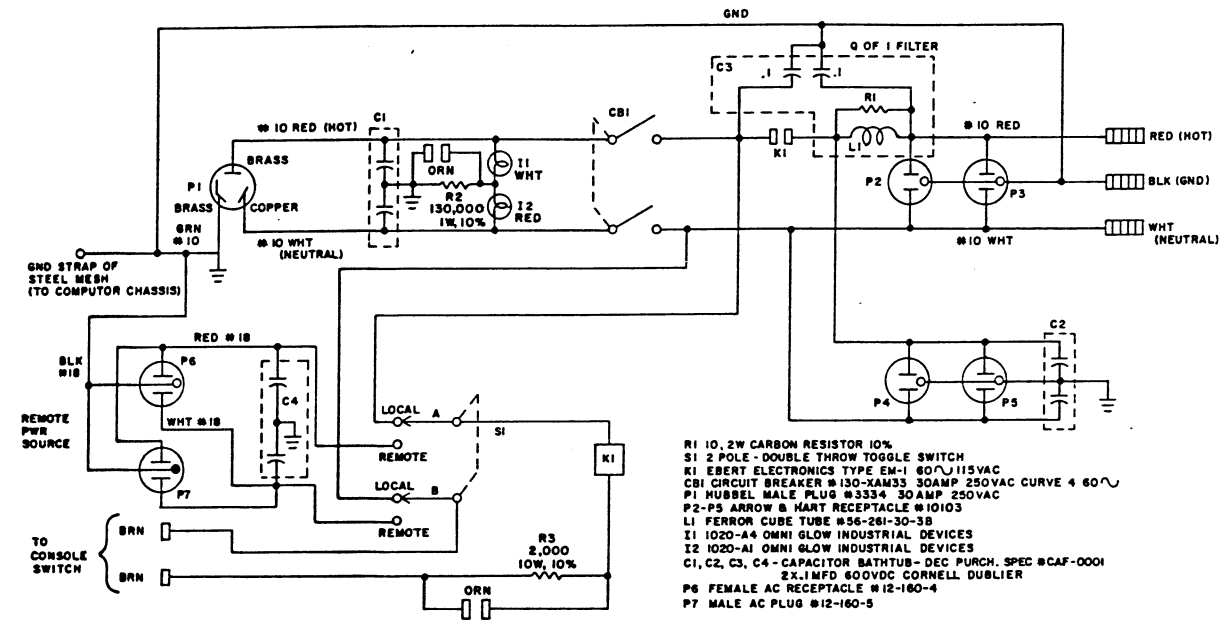 GND
Q OF 1 FILTER
C3
.1
.1
R1
# 10 RED (HOT)
C1
CB1
# 10 RED
RED (HOT)
BRASS
ORN
I1
WHT
K1
L1
P1
P2
P3
BLK (GND)
BRASS
COPPER
R2
130,000
1W, 10%
I2
RED
GRN
# 10
# 10 WHT
(NEUTRAL)
# 10 WHT
WHT
(NEUTRAL)
GND STRAP OF
STEEL MESH
(TO COMPUTOR CHASSIS)
C2
RED # 18
P6
BLK
# 18
C4
P4
P5
REMOTE
PWR
SOURCE
WHT # 18
LOCAL
A
S1
REMOTE
K1
P7
LOCAL
B
REMOTE
TO
CONSOLE
SWITCH
BRN
BRN
R3
2,000
10W, 10%
ORN
R1 10, 2W CARBON RESISTOR 10%
S1 2 POLE - DOUBLE THROW TOGGLE SWITCH
K1 EBERT ELECTRONICS TYPE EM-1 60∿ 115VAC
CB1 CIRCUIT BREAKER # 130-XAM33 30AMP 250VAC CURVE 4 60∿
P1 HUBBEL MALE PLUG #3334 30AMP 250VAC
P2-P5 ARROW & HART RECEPTACLE #10103
L1 FERROR CUBE TUBE #56-261-30-3B
I1 1020-A4 OMNI GLOW INDUSTRIAL DEVICES
I2 1020-A1 OMNI GLOW INDUSTRIAL DEVICES
C1, C2, C3, C4 - CAPACITOR BATHTUB - DEC PURCH. SPEC #CAF-0001
2X.1MFD 600VDC CORNELL DUBLIER
P6 FEMALE AC RECEPTACLE #12-160-4
P7 MALE AC PLUG #12-160-5